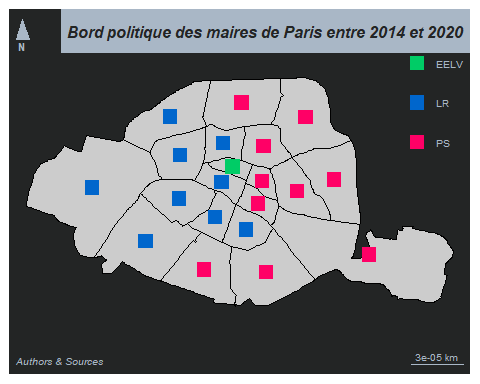 Bord politique des maires de Paris entre 2014 et 2020
N
EELV
LR
PS
Authors & Sources
3e-05 km